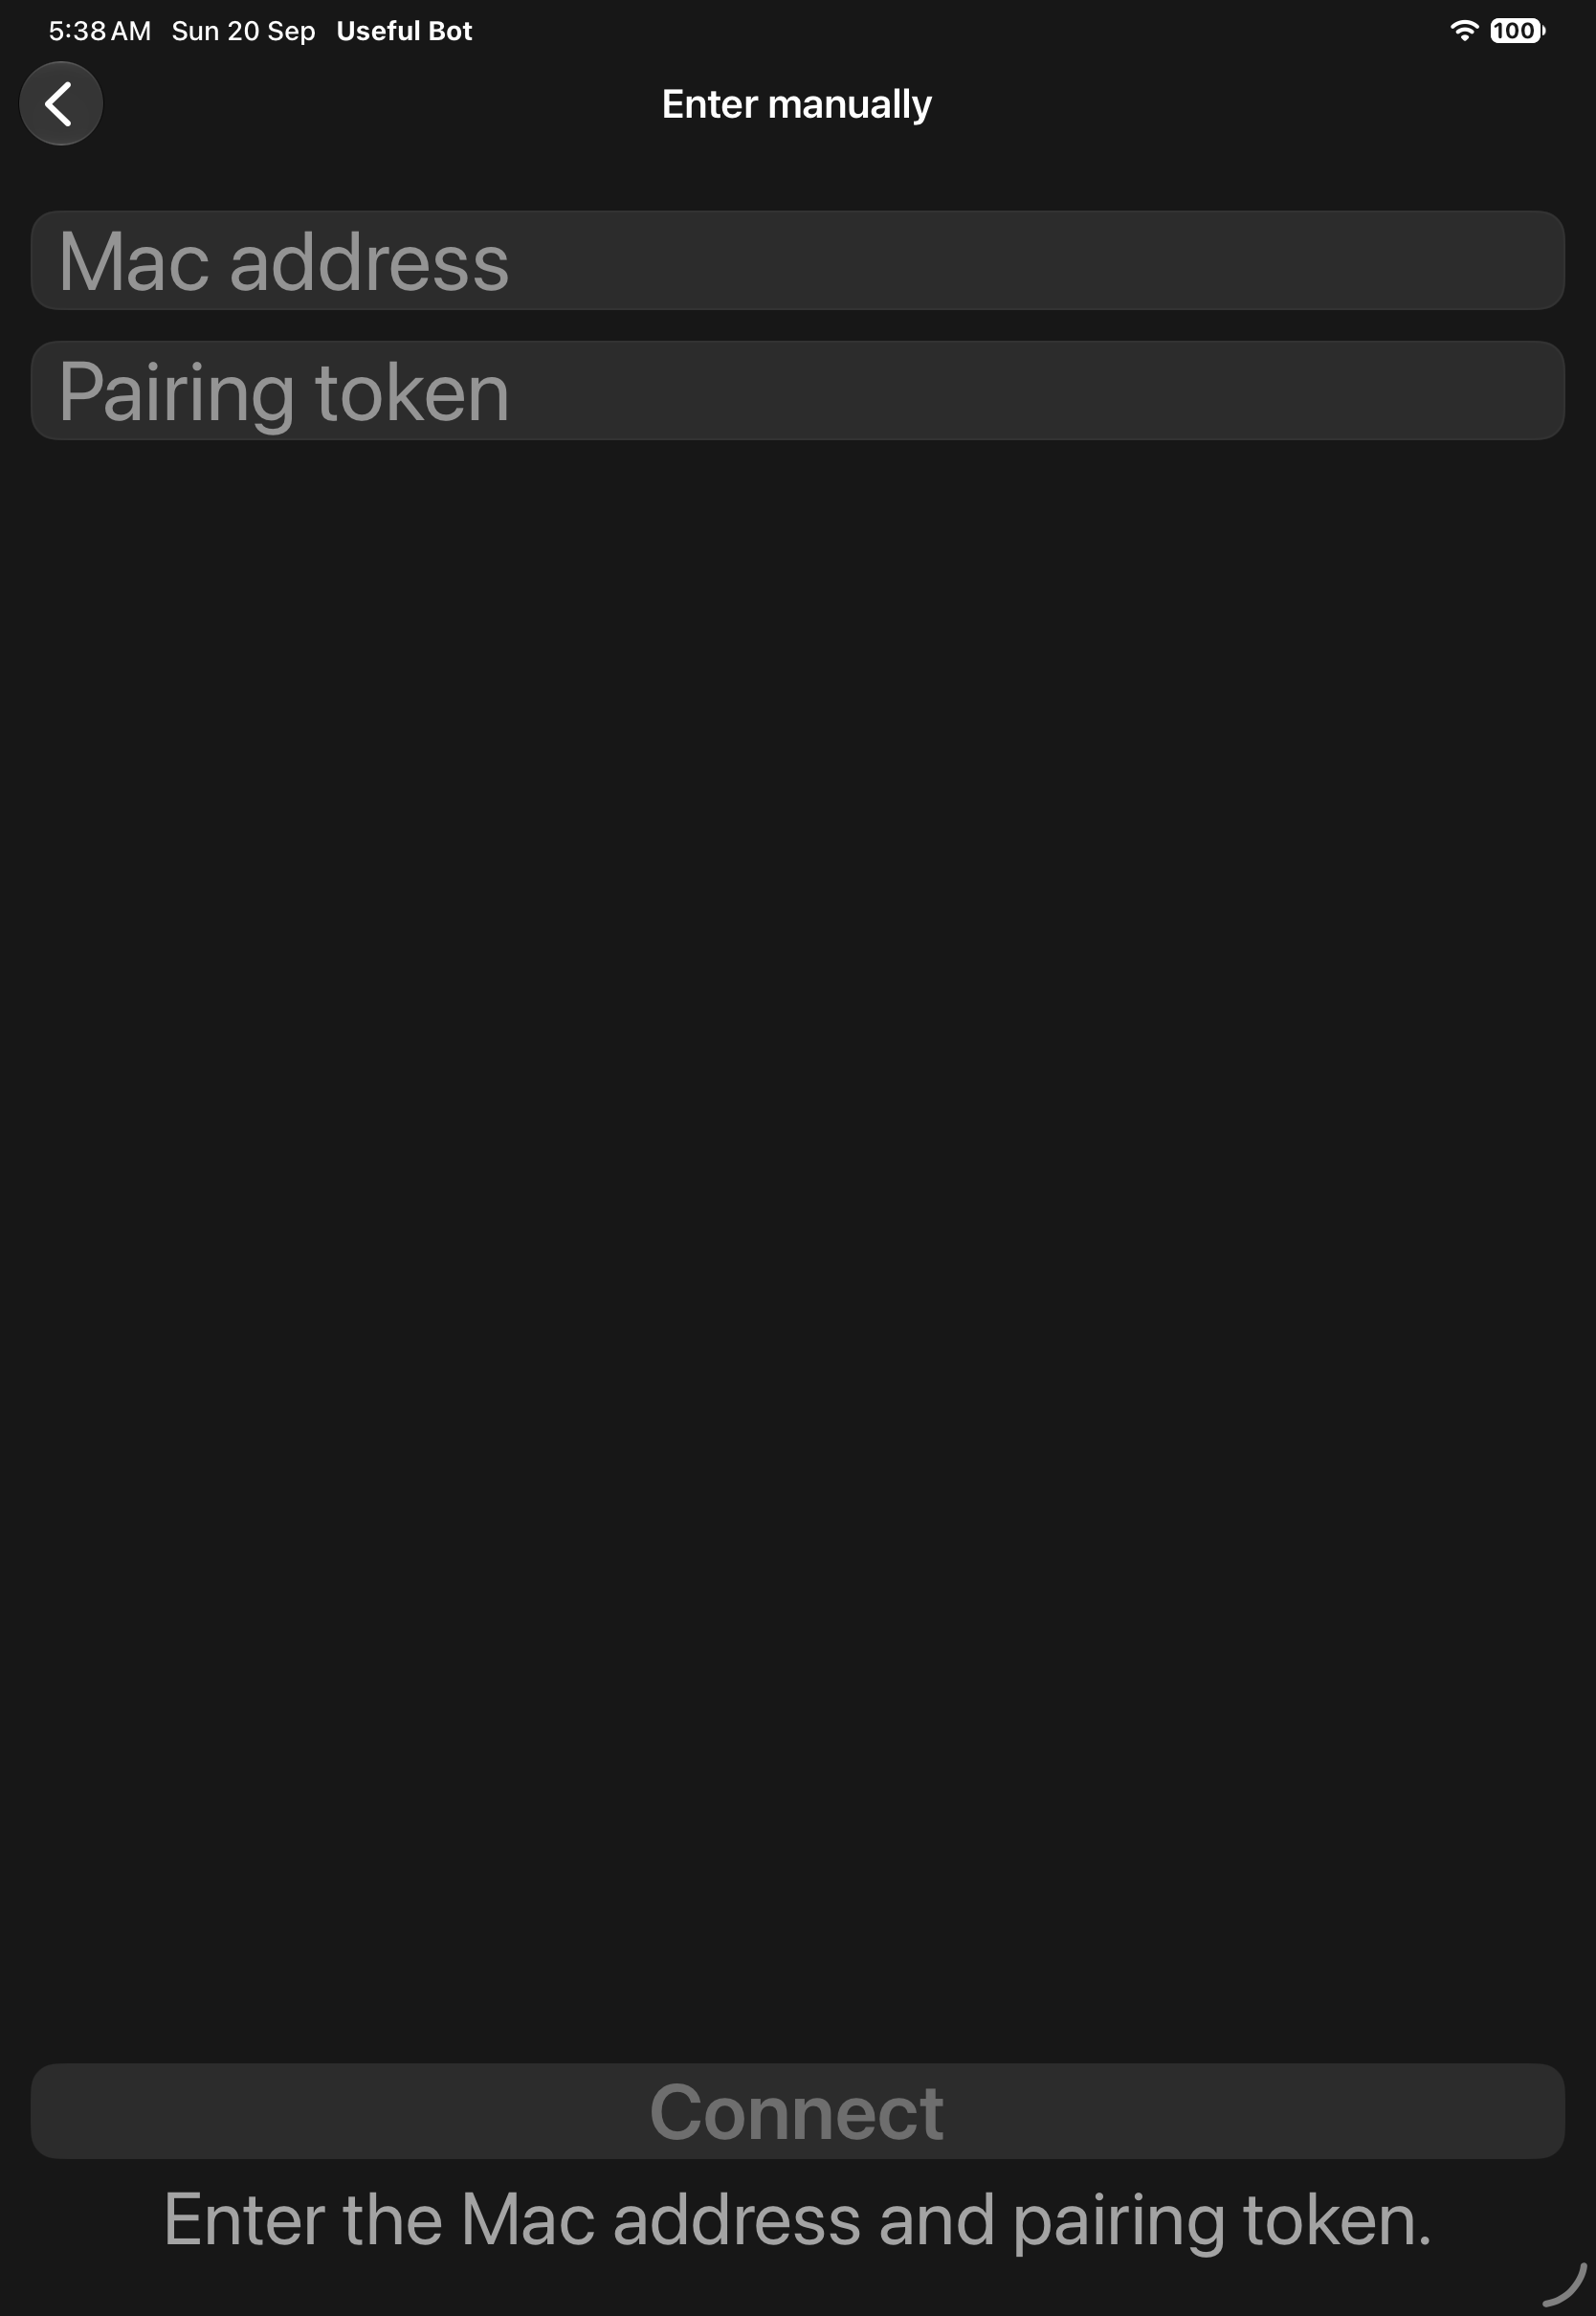 5:38 AM Sun 20 Sep Useful Bot 100
Enter manually
Mac address
Pairing token
Connect
Enter the Mac address and pairing token.